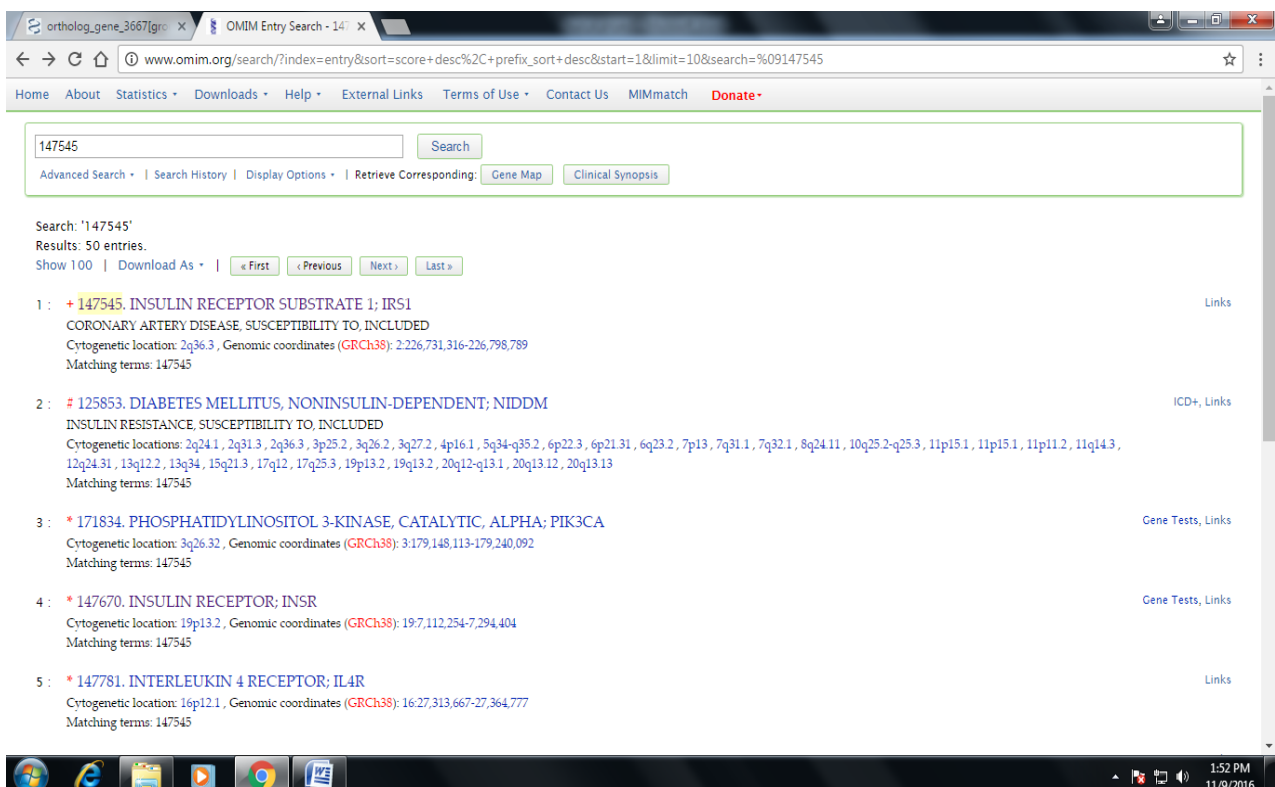 ortholog_gene_3667[gro
OMIM Entry Search - 147
www.omim.org/search/?index=entry&sort=score+desc%2C+prefix_sort+desc&start=1&limit=10&search=%09147545
Home About Statistics Downloads Help External Links Terms of Use Contact Us MIMmatch Donate
147545 Search
Advanced Search | Search History | Display Options | Retrieve Corresponding: Gene Map Clinical Synopsis
Search: '147545'
Results: 50 entries.
Show 100 | Download As | « First ‹ Previous Next › Last »
1 : + 147545. INSULIN RECEPTOR SUBSTRATE 1; IRS1 Links
CORONARY ARTERY DISEASE, SUSCEPTIBILITY TO, INCLUDED
Cytogenetic location: 2q36.3 , Genomic coordinates (GRCh38): 2:226,731,316-226,798,789
Matching terms: 147545
2 : # 125853. DIABETES MELLITUS, NONINSULIN-DEPENDENT; NIDDM ICD+, Links
INSULIN RESISTANCE, SUSCEPTIBILITY TO, INCLUDED
Cytogenetic locations: 2q24.1 , 2q31.3 , 2q36.3 , 3p25.2 , 3q26.2 , 3q27.2 , 4p16.1 , 5q34-q35.2 , 6p22.3 , 6p21.31 , 6q23.2 , 7p13 , 7q31.1 , 7q32.1 , 8q24.11 , 10q25.2-q25.3 , 11p15.1 , 11p15.1 , 11p11.2 , 11q14.3 ,
12q24.31 , 13q12.2 , 13q34 , 15q21.3 , 17q12 , 17q25.3 , 19p13.2 , 19q13.2 , 20q12-q13.1 , 20q13.12 , 20q13.13
Matching terms: 147545
3 : * 171834. PHOSPHATIDYLINOSITOL 3-KINASE, CATALYTIC, ALPHA; PIK3CA Gene Tests, Links
Cytogenetic location: 3q26.32 , Genomic coordinates (GRCh38): 3:179,148,113-179,240,092
Matching terms: 147545
4 : * 147670. INSULIN RECEPTOR; INSR Gene Tests, Links
Cytogenetic location: 19p13.2 , Genomic coordinates (GRCh38): 19:7,112,254-7,294,404
Matching terms: 147545
5 : * 147781. INTERLEUKIN 4 RECEPTOR; IL4R Links
Cytogenetic location: 16p12.1 , Genomic coordinates (GRCh38): 16:27,313,667-27,364,777
Matching terms: 147545
1:52 PM
11/9/2016